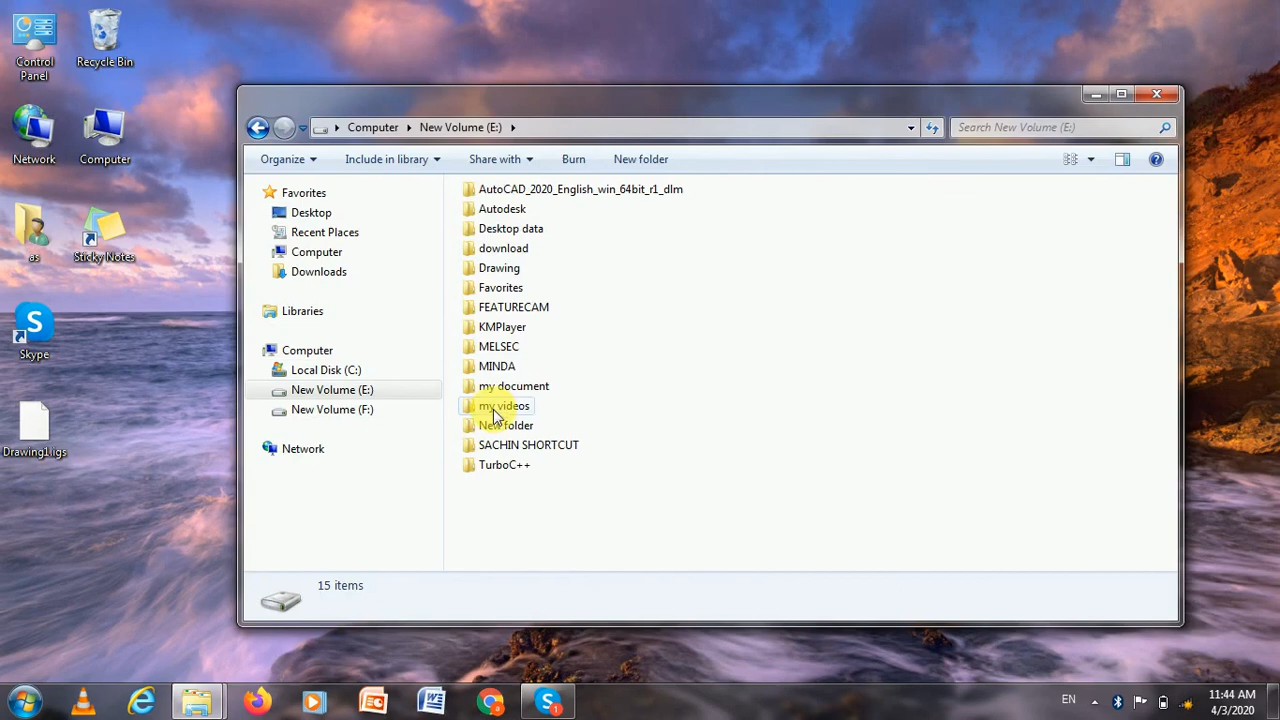 Control
Panel
Recycle Bin
Network
Computer
as
Sticky Notes
S
Skype
Drawing1.igs
Computer
New Volume (E:)
Search New Volume (E:)
Organize
Include in library
Share with
Burn
New folder
?
Favorites
Desktop
Recent Places
Computer
Downloads
Libraries
Computer
Local Disk (C:)
New Volume (E:)
New Volume (F:)
Network
AutoCAD_2020_English_win_64bit_r1_dlm
Autodesk
Desktop data
download
Drawing
Favorites
FEATURECAM
KMPlayer
MELSEC
MINDA
my document
my videos
New folder
SACHIN SHORTCUT
TurboC++
15 items
EN
11:44 AM
4/3/2020